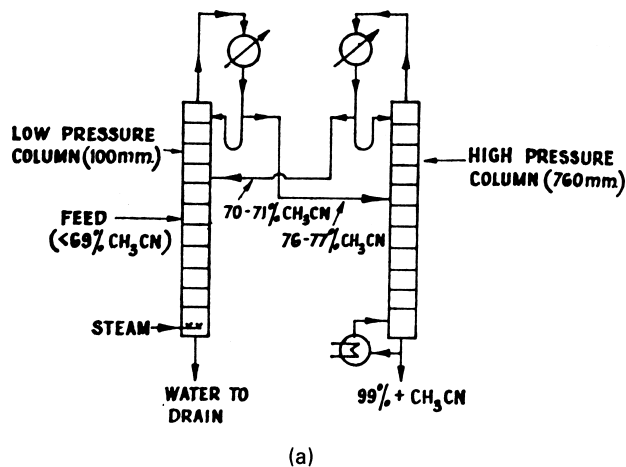 LOW PRESSURE
COLUMN (100mm.)
FEED
(<69% CH₃CN)
STEAM
WATER TO
DRAIN
70-71% CH₃CN
76-77% CH₃CN
HIGH PRESSURE
COLUMN (760mm)
99% + CH₃CN
(a)